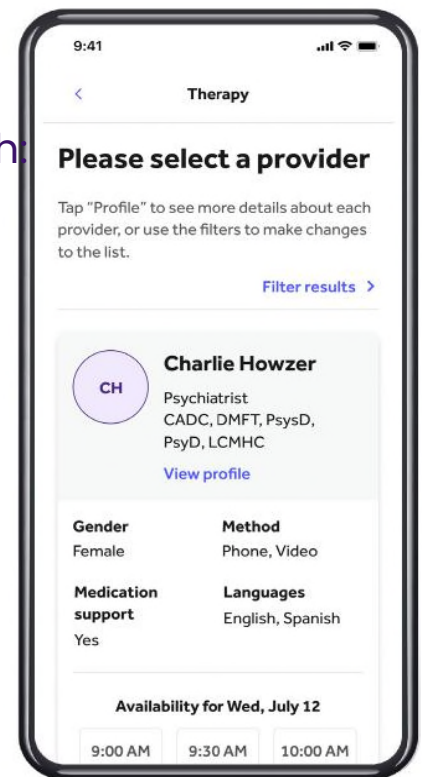 9:41
Therapy
h:
Please select a provider
Tap “Profile” to see more details about each
provider, or use the filters to make changes
to the list.
Filter results >
CH
Charlie Howzer
Psychiatrist
CADC, DMFT, PsysD,
PsyD, LCMHC
View profile
Gender
Female
Method
Phone, Video
Medication
support
Yes
Languages
English, Spanish
Availability for Wed, July 12
9:00 AM
9:30 AM
10:00 AM